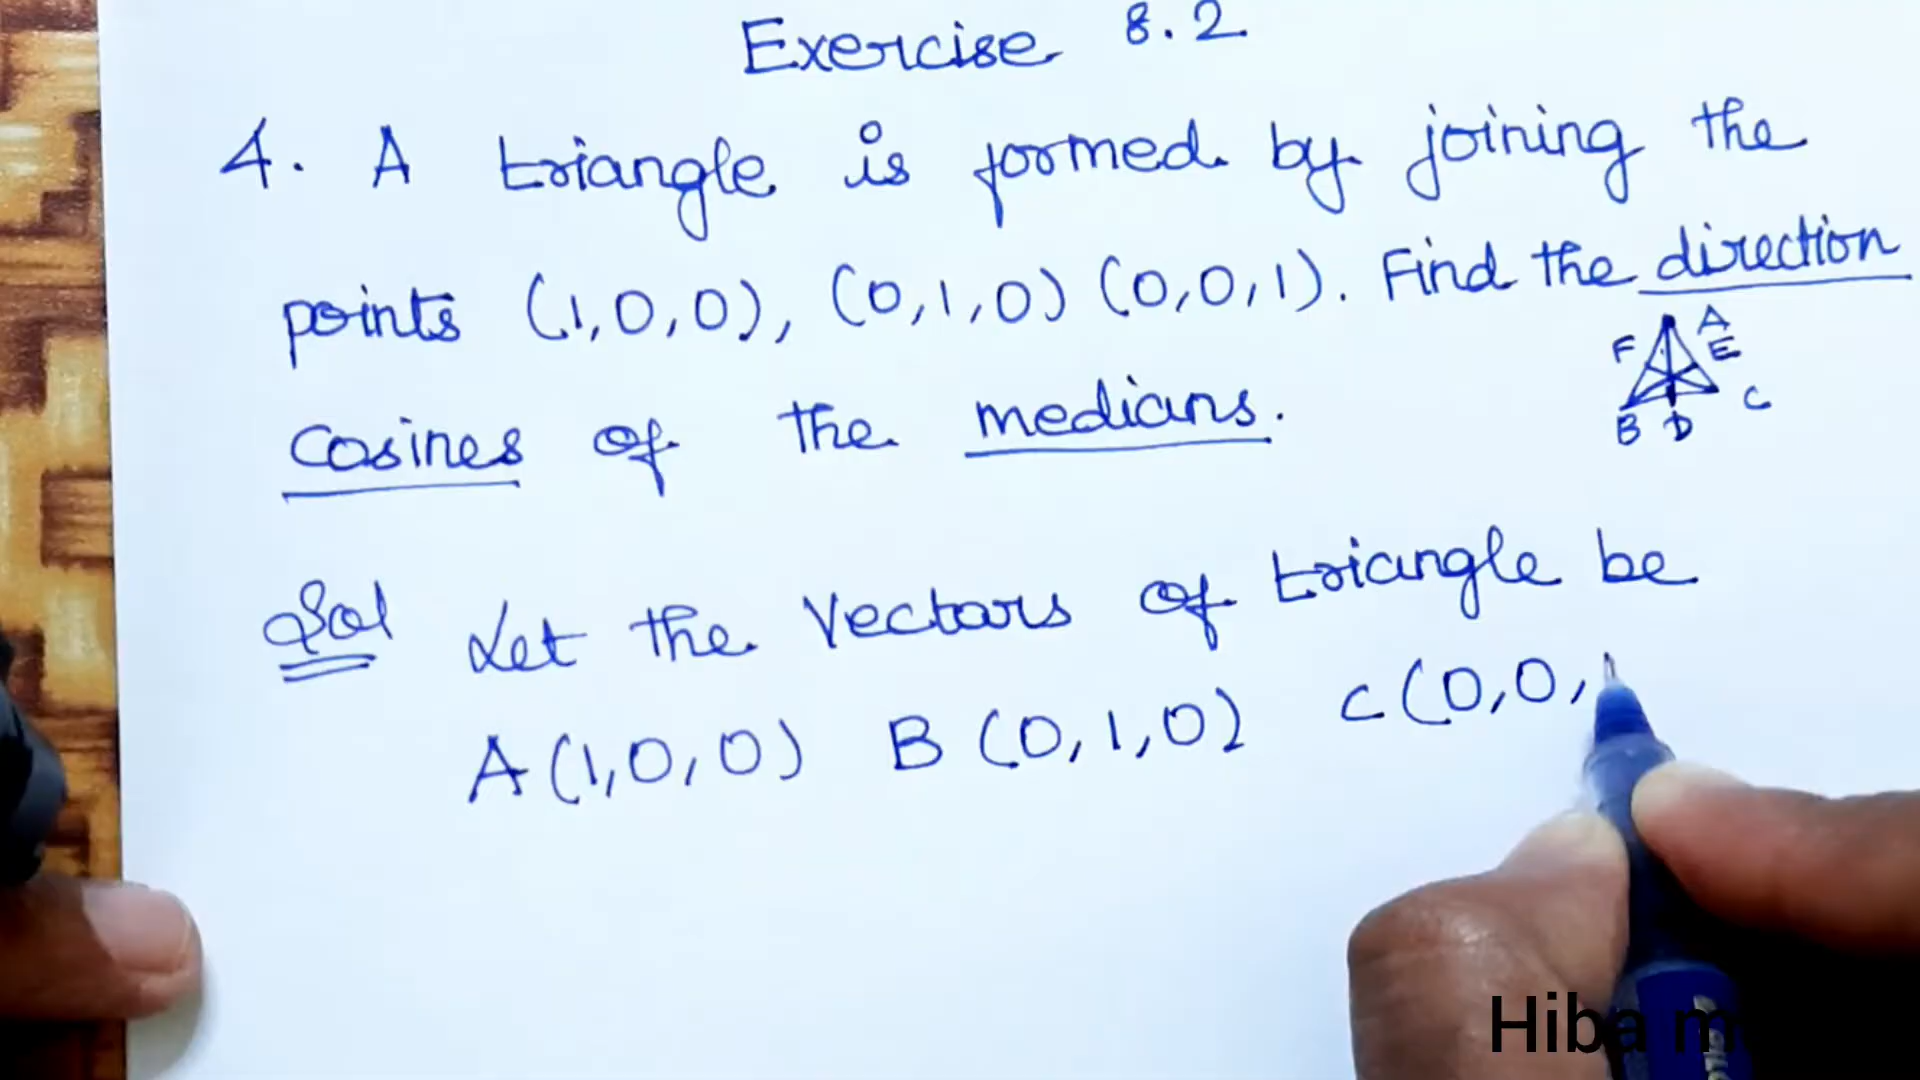 Exercise 8.2
4. A triangle is formed by joining the
points (1,0,0), (0,1,0) (0,0,1). Find the direction
A
F E
B D C
cosines of the medians.
Sol Let the Vectors of triangle be
A(1,0,0) B (0,1,0) C(0,0,
Hiba